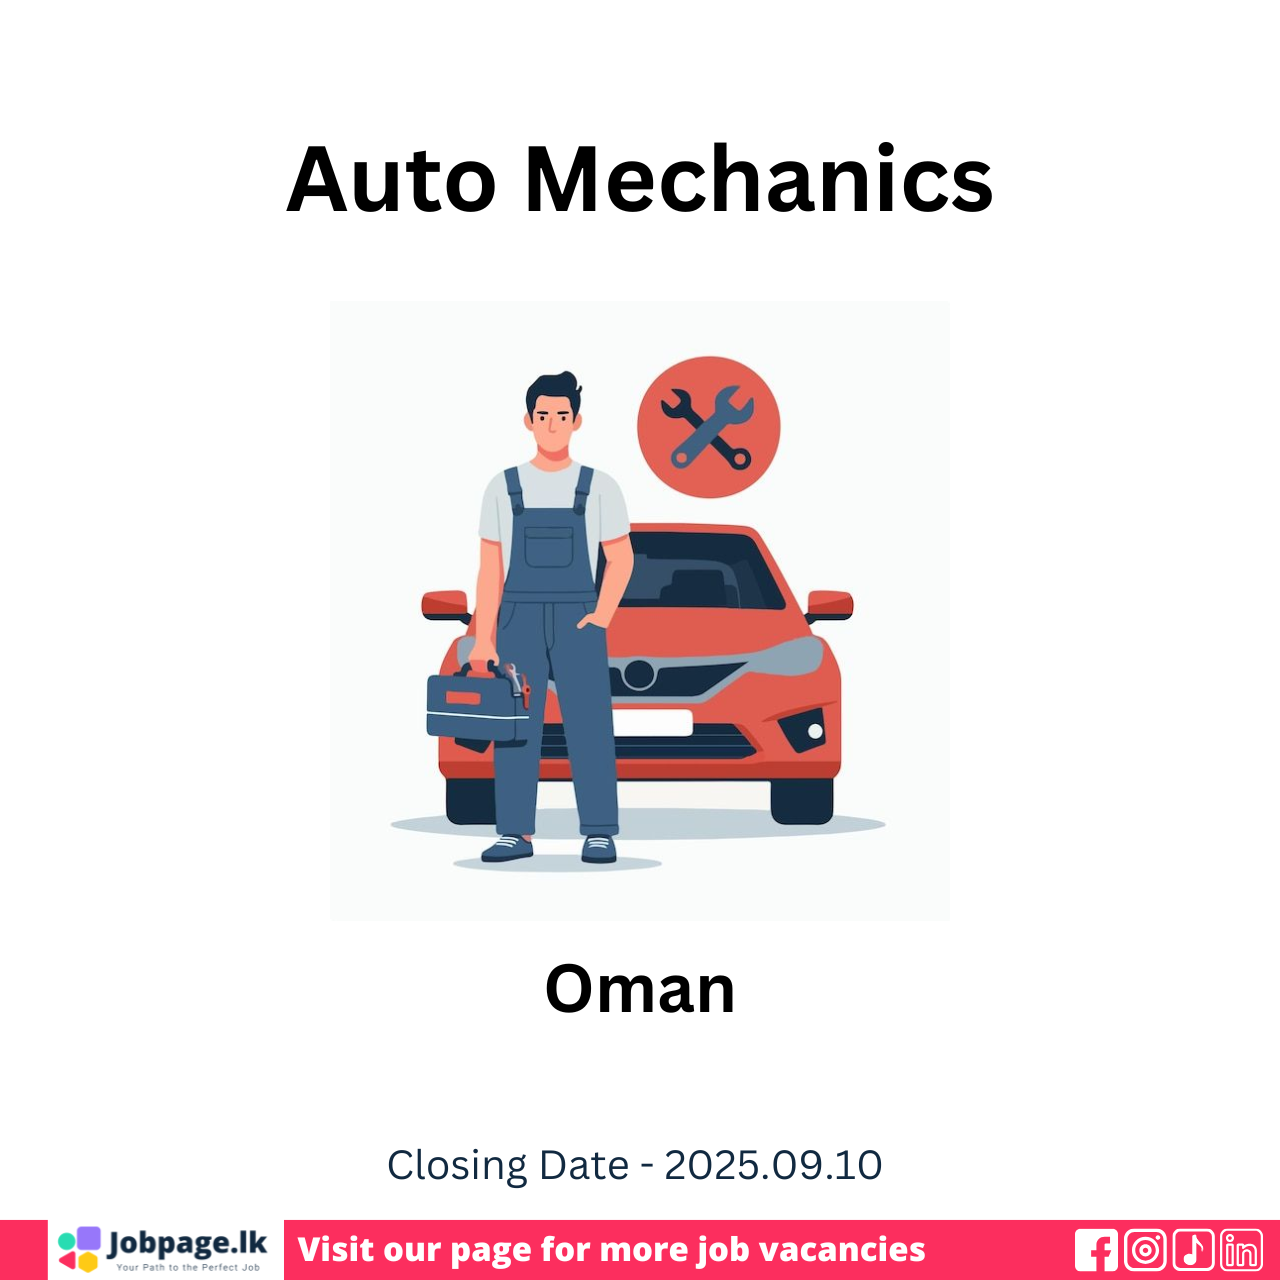 Auto Mechanics
Oman
Closing Date - 2025.09.10
Jobpage.lk
Your Path to the Perfect Job
Visit our page for more job vacancies